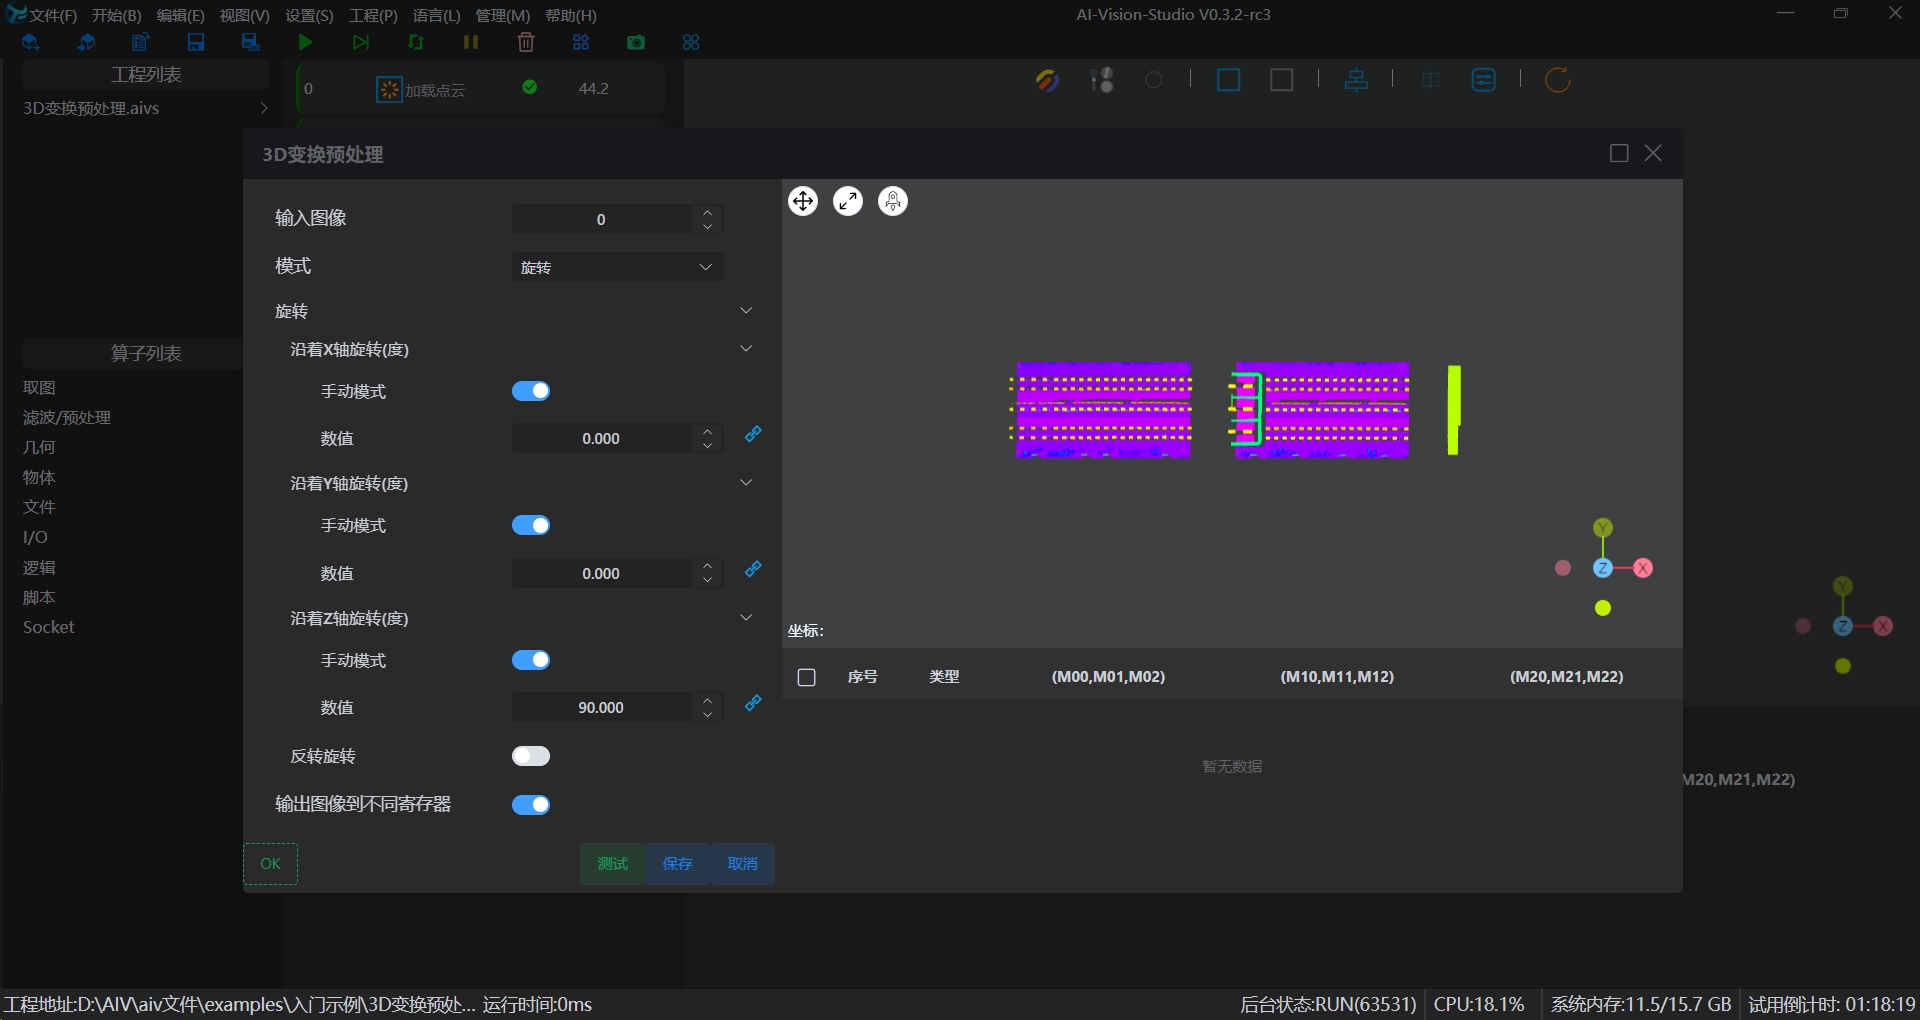 文件(F) 开始(B) 编辑(E) 视图(V) 设置(S) 工程(P) 语言(L) 管理(M) 帮助(H)
AI-Vision-Studio V0.3.2-rc3
工程列表
3D变换预处理.aivs
0 加载点云 44.2
算子列表
取图
滤波/预处理
几何
物体
文件
I/O
逻辑
脚本
Socket
3D变换预处理
输入图像 0
模式 旋转
旋转
沿着X轴旋转(度)
手动模式
数值 0.000
沿着Y轴旋转(度)
手动模式
数值 0.000
沿着Z轴旋转(度)
手动模式
数值 90.000
反转旋转
输出图像到不同寄存器
OK 测试 保存 取消
Y
Z X
坐标:
序号 类型 (M00,M01,M02) (M10,M11,M12) (M20,M21,M22)
暂无数据
Y
Z X
M20,M21,M22)
工程地址:D:\AIV\aiv文件\examples\入门示例\3D变换预处... 运行时间:0ms
后台状态:RUN(63531) CPU:18.1% 系统内存:11.5/15.7 GB 试用倒计时: 01:18:19